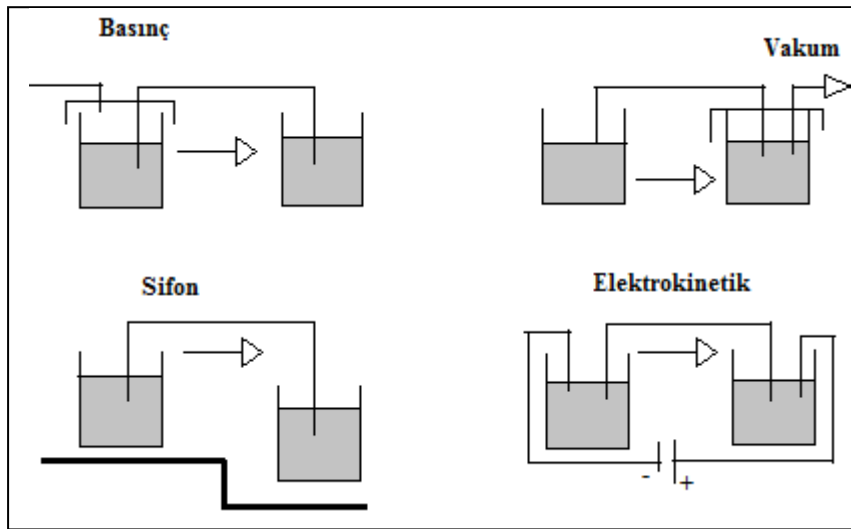 Basınç
Vakum
Sifon
Elektrokinetik
- +